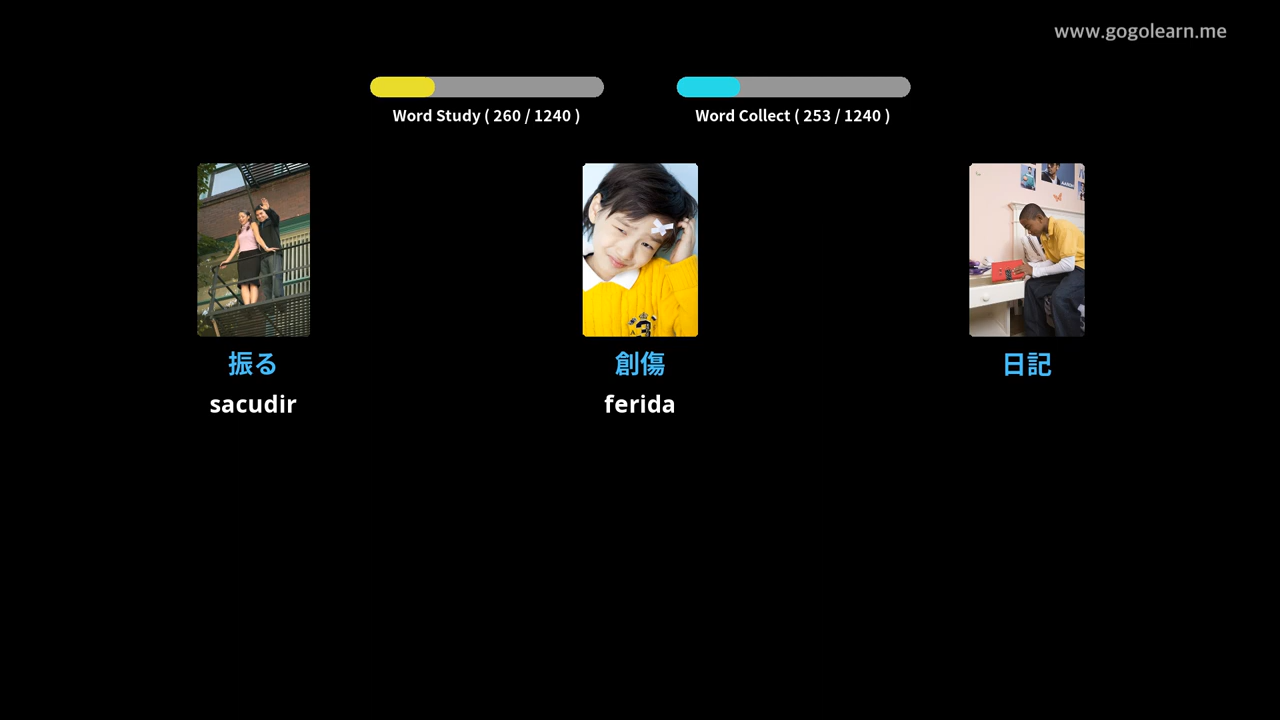 www.gogolearn.me
Word Study ( 260 / 1240 )
Word Collect ( 253 / 1240 )
振る
創傷
日記
sacudir
ferida
3